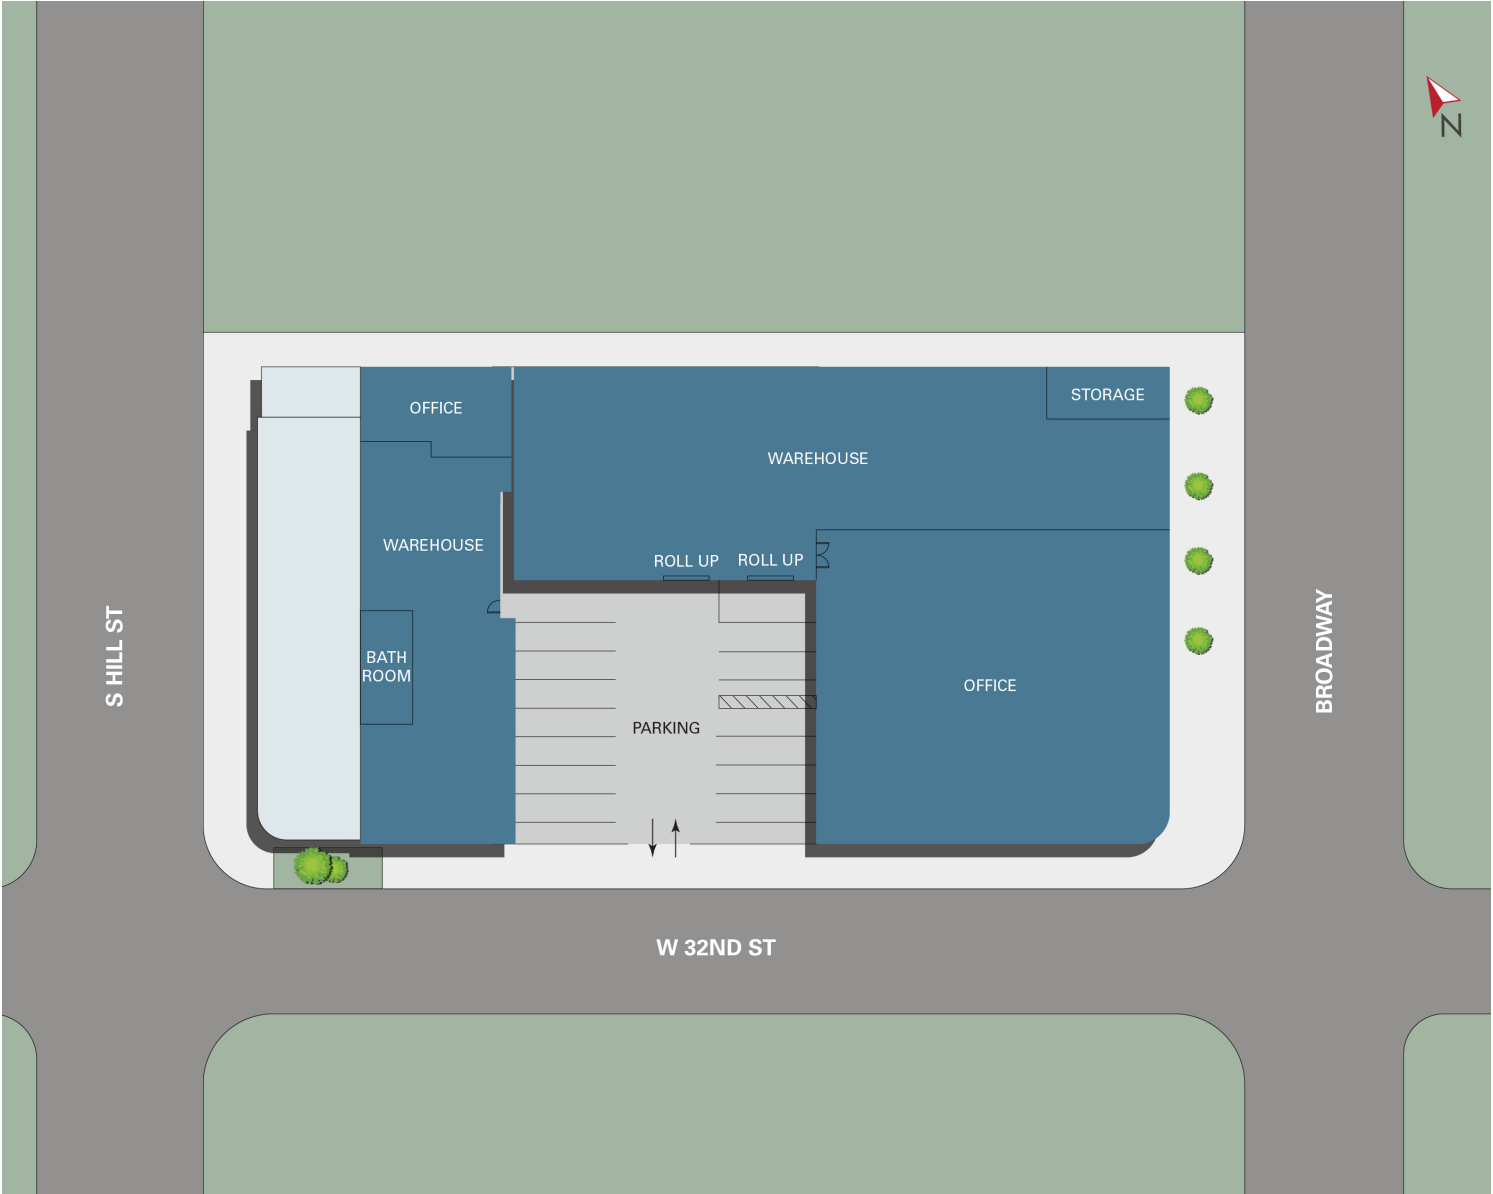 N
STORAGE
OFFICE
WAREHOUSE
WAREHOUSE
ROLL UP
ROLL UP
BATH
ROOM
OFFICE
PARKING
S HILL ST
BROADWAY
W 32ND ST